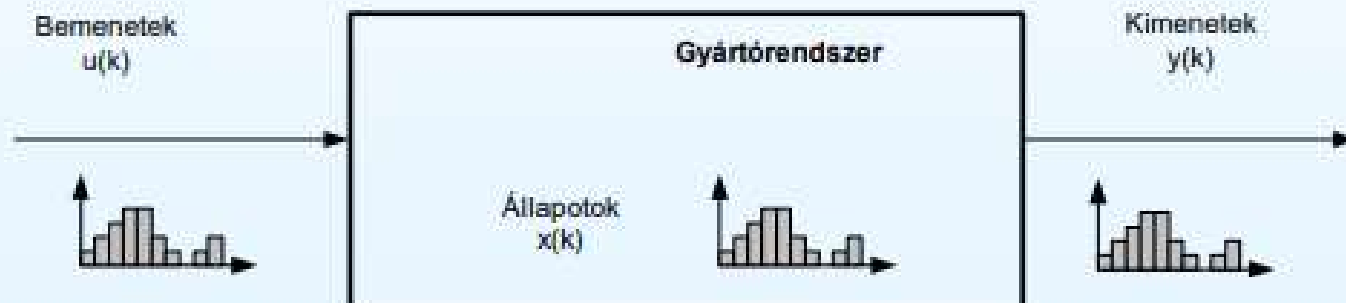 Bemenetek
u(k)
Gyártórendszer
Kimenetek
y(k)
Állapotok
x(k)